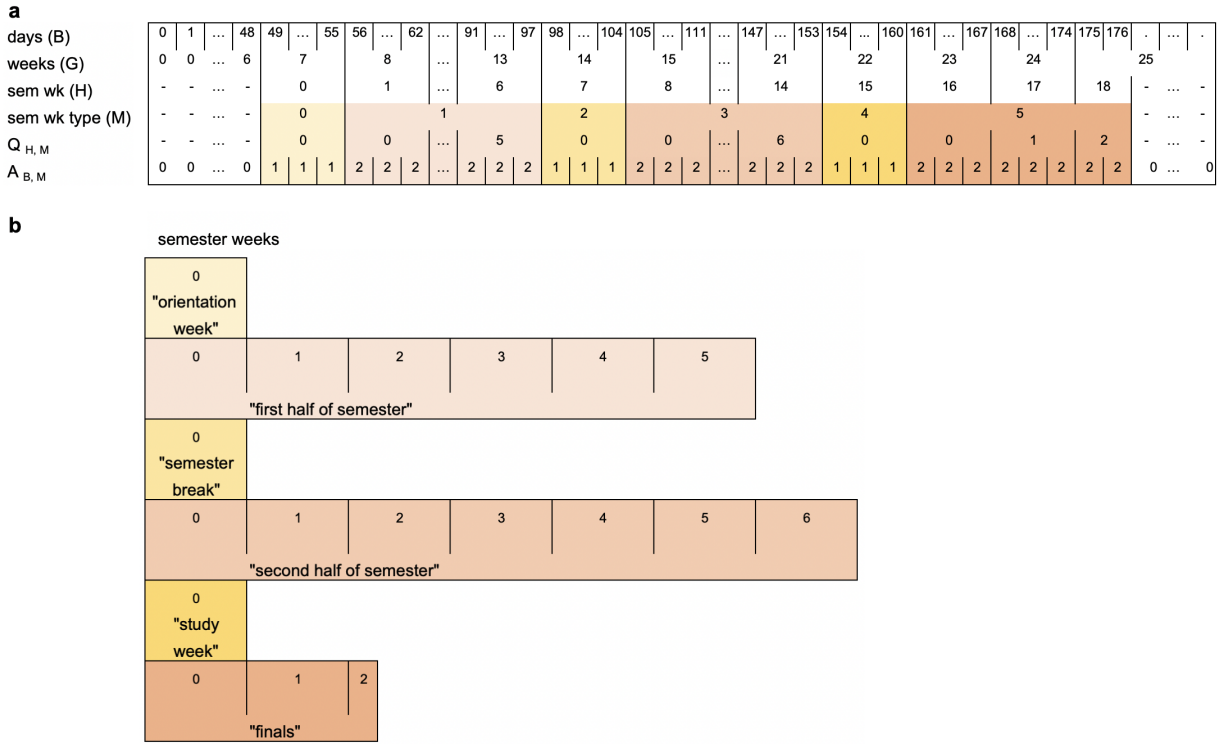 a
days (B) 0 1 ... 48 49 ... 55 56 ... 62 ... 91 ... 97 98 ... 104 105 ... 111 ... 147 ... 153 154 ... 160 161 ... 167 168 ... 174 175 176 . ... .
weeks (G) 0 0 ... 6 7 8 ... 13 14 15 ... 21 22 23 24 25
sem wk (H) - - ... - 0 1 ... 6 7 8 ... 14 15 16 17 18 - ... -
sem wk type (M) - - ... - 0 1 2 3 4 5 - ... -
Q H, M - - ... - 0 0 ... 5 0 0 ... 6 0 0 1 2 - ... -
A B, M 0 0 ... 0 1 1 1 2 2 2 ... 2 2 2 1 1 1 2 2 2 ... 2 2 2 1 1 1 2 2 2 2 2 2 2 2 0 ... 0
b
semester weeks
0
"orientation
week"
0 1 2 3 4 5
"first half of semester"
0
"semester
break"
0 1 2 3 4 5 6
"second half of semester"
0
"study
week"
0 1 2
"finals"